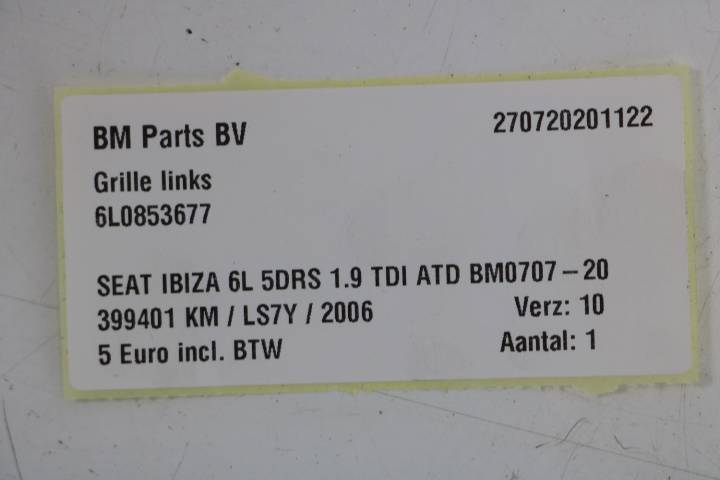 BM Parts BV
270720201122
Grille links
6L0853677
SEAT IBIZA 6L 5DRS 1.9 TDI ATD BM0707-20
399401 KM / LS7Y / 2006
Verz: 10
5 Euro incl. BTW
Aantal: 1